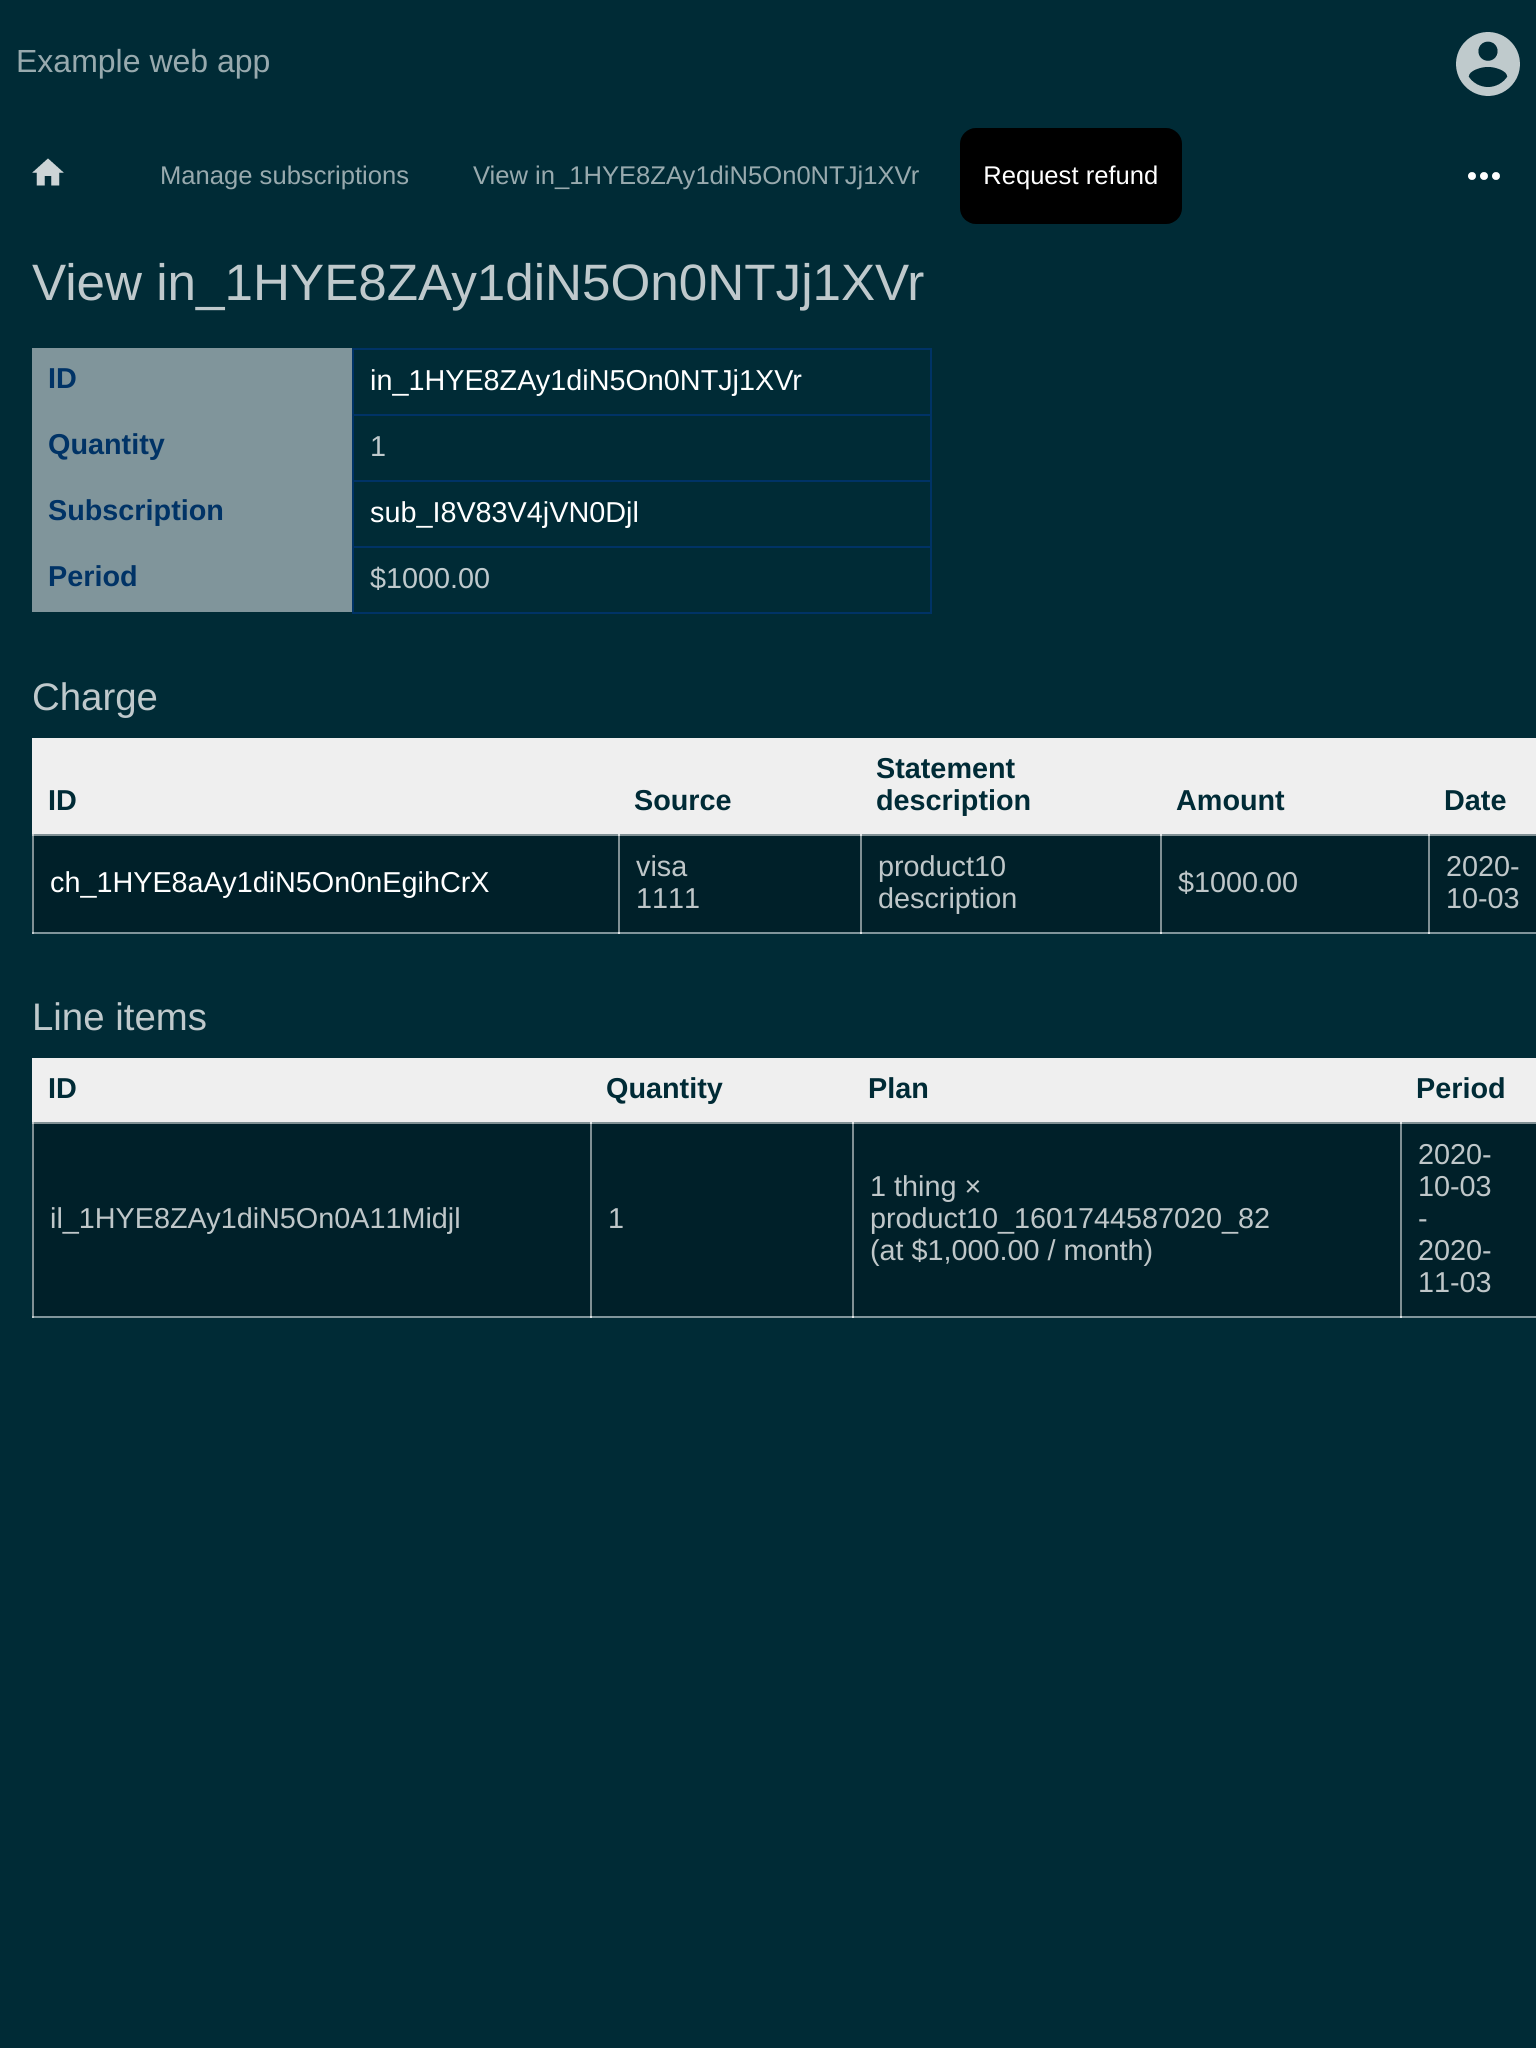 Example web app
Manage subscriptions View in_1HYE8ZAy1diN5On0NTJj1XVr Request refund
View in_1HYE8ZAy1diN5On0NTJj1XVr
ID in_1HYE8ZAy1diN5On0NTJj1XVr
Quantity 1
Subscription sub_I8V83V4jVN0Djl
Period $1000.00
Charge
ID Source Statement description Amount Date
ch_1HYE8aAy1diN5On0nEgihCrX visa 1111 product10 description $1000.00 2020-10-03
Line items
ID Quantity Plan Period
il_1HYE8ZAy1diN5On0A11Midjl 1 1 thing × product10_1601744587020_82 (at $1,000.00 / month) 2020-10-03 - 2020-11-03